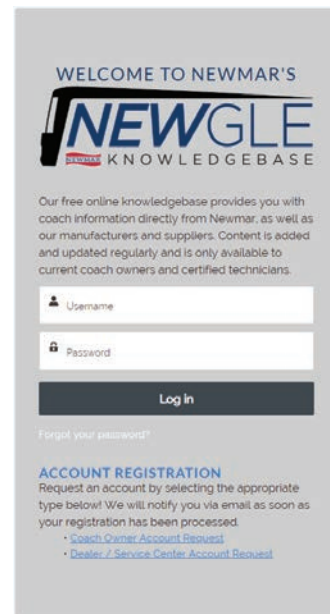 WELCOME TO NEWMAR'S
NEWGLE
NEWMAR KNOWLEDGEBASE
Our free online knowledgebase provides you with
coach information directly from Newmar, as well as
our manufacturers and suppliers. Content is added
and updated regularly and is only available to
current coach owners and certified technicians.
Username
Password
Log in
Forgot your password?
ACCOUNT REGISTRATION
Request an account by selecting the appropriate
type below! We will notify you via email as soon as
your registration has been processed.
• Coach Owner Account Request
• Dealer / Service Center Account Request